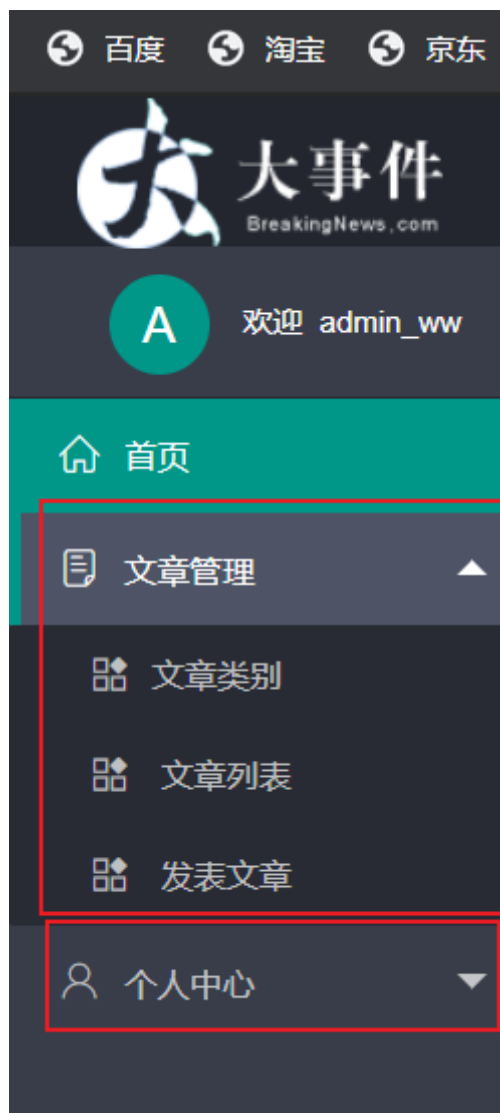 百度 淘宝 京东
大事件
BreakingNews.com
A 欢迎 admin_ww
首页
文章管理
文章类别
文章列表
发表文章
个人中心